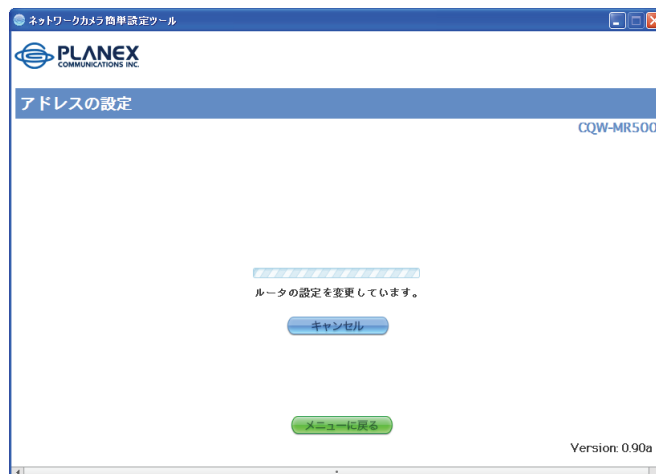 ネットワークカメラ簡単設定ツール
PLANEX
COMMUNICATIONS INC.
アドレスの設定
CQW-MR500
ルータの設定を変更しています。
キャンセル
メニューに戻る
Version: 0.90a